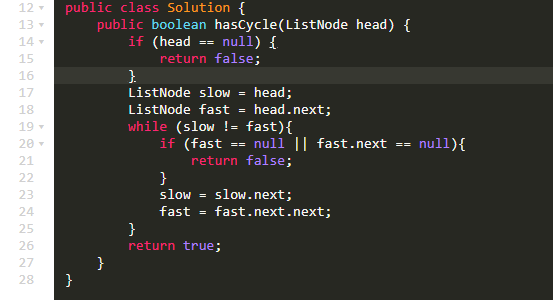 12 public class Solution {
13     public boolean hasCycle(ListNode head) {
14         if (head == null) {
15             return false;
16         }
17         ListNode slow = head;
18         ListNode fast = head.next;
19         while (slow != fast){
20             if (fast == null || fast.next == null){
21                 return false;
22             }
23             slow = slow.next;
24             fast = fast.next.next;
25         }
26         return true;
27     }
28 }